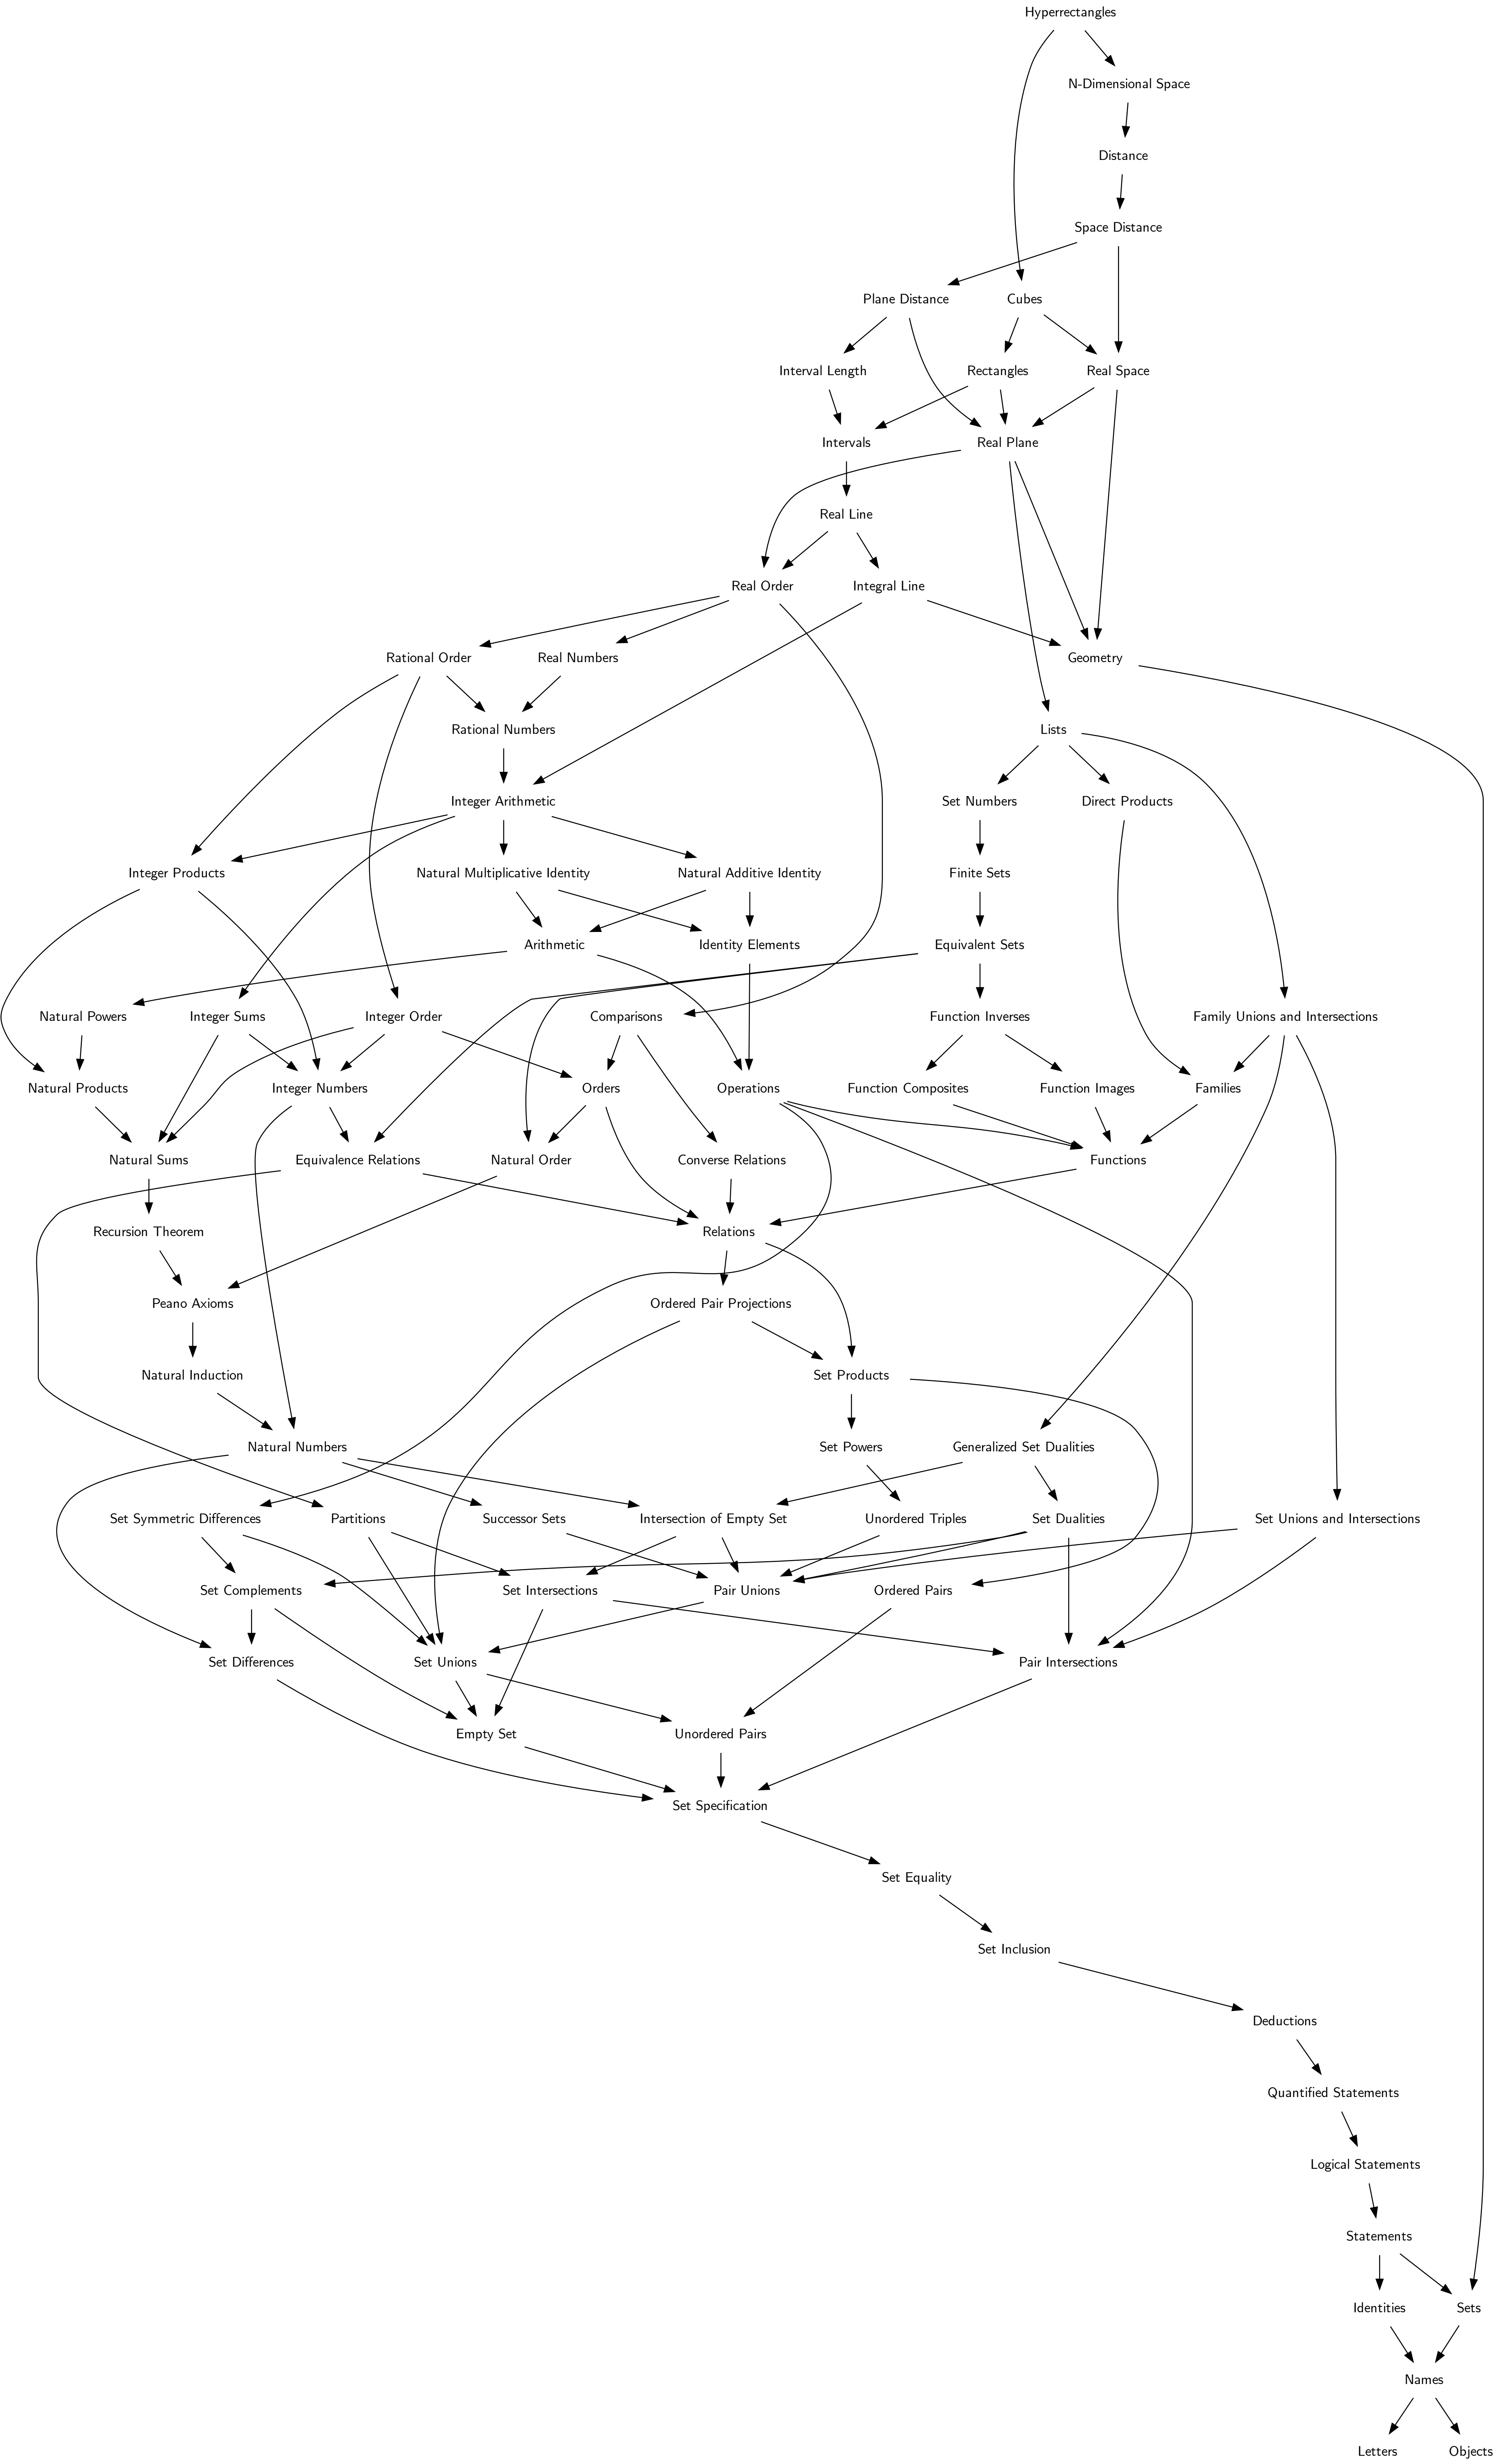 Hyperrectangles
N-Dimensional Space
Distance
Space Distance
Plane Distance
Cubes
Interval Length
Rectangles
Real Space
Intervals
Real Plane
Real Line
Real Order
Integral Line
Rational Order
Real Numbers
Geometry
Rational Numbers
Lists
Integer Arithmetic
Set Numbers
Direct Products
Integer Products
Natural Multiplicative Identity
Natural Additive Identity
Finite Sets
Arithmetic
Identity Elements
Equivalent Sets
Natural Powers
Integer Sums
Integer Order
Comparisons
Function Inverses
Family Unions and Intersections
Natural Products
Integer Numbers
Orders
Operations
Function Composites
Function Images
Families
Natural Sums
Equivalence Relations
Natural Order
Converse Relations
Functions
Recursion Theorem
Relations
Peano Axioms
Ordered Pair Projections
Natural Induction
Set Products
Natural Numbers
Set Powers
Generalized Set Dualities
Set Symmetric Differences
Partitions
Successor Sets
Intersection of Empty Set
Unordered Triples
Set Dualities
Set Unions and Intersections
Set Complements
Set Intersections
Pair Unions
Ordered Pairs
Set Differences
Set Unions
Pair Intersections
Empty Set
Unordered Pairs
Set Specification
Set Equality
Set Inclusion
Deductions
Quantified Statements
Logical Statements
Statements
Identities
Sets
Names
Letters
Objects